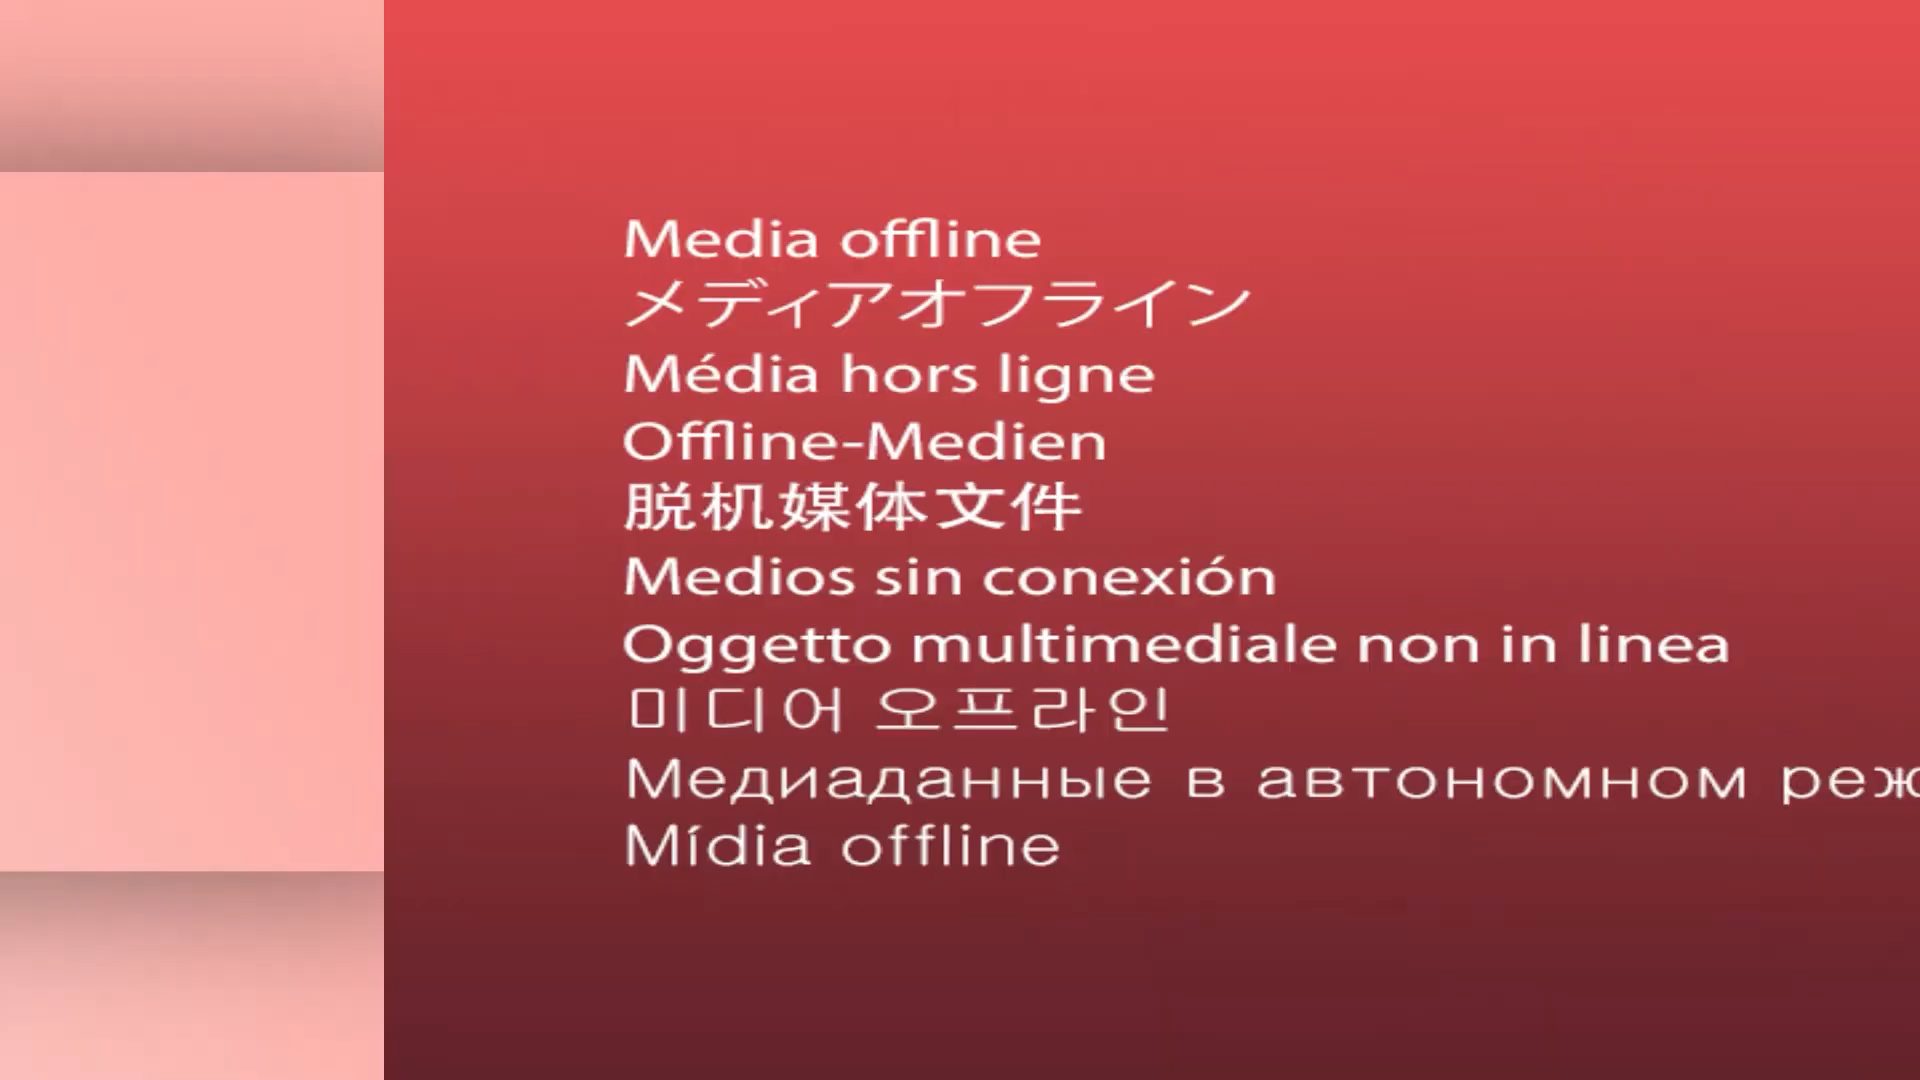 Media offline
メディアオフライン
Média hors ligne
Offline-Medien
脱机媒体文件
Medios sin conexión
Oggetto multimediale non in linea
미디어 오프라인
Медиаданные в автономном
Mídia offline